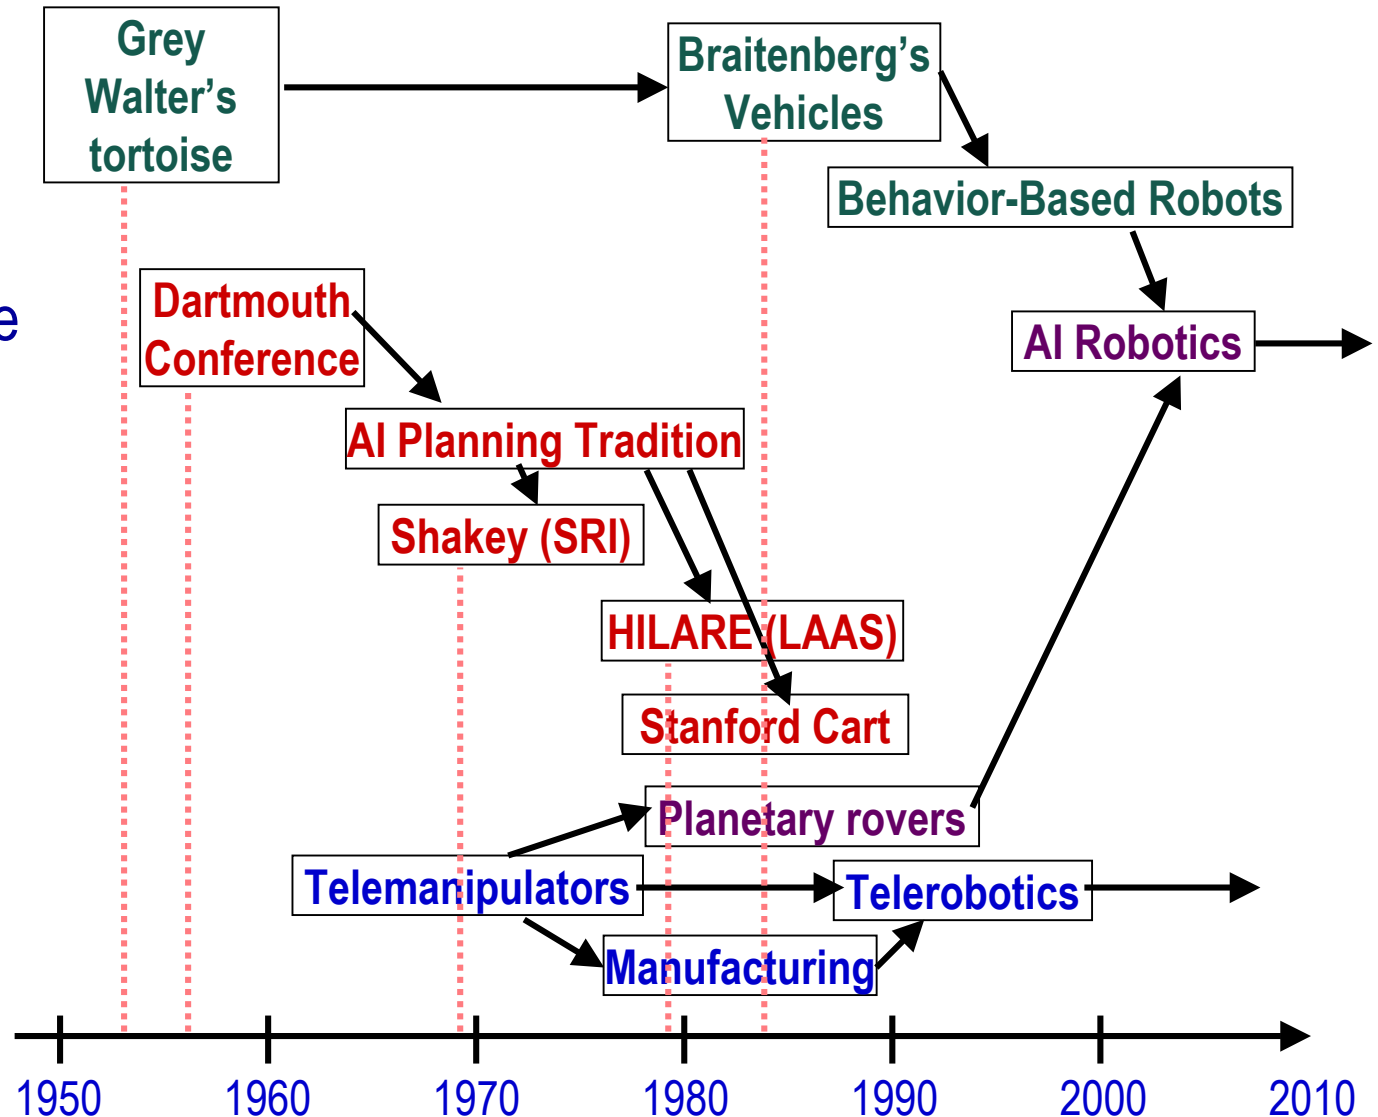 Grey
Walter's
tortoise
Braitenberg's
Vehicles
Behavior-Based Robots
Dartmouth
Conference
e
AI Robotics
AI Planning Tradition
Shakey (SRI)
HILARE (LAAS)
Stanford Cart
Planetary rovers
Telemanipulators
Telerobotics
Manufacturing
1950 1960 1970 1980 1990 2000 2010